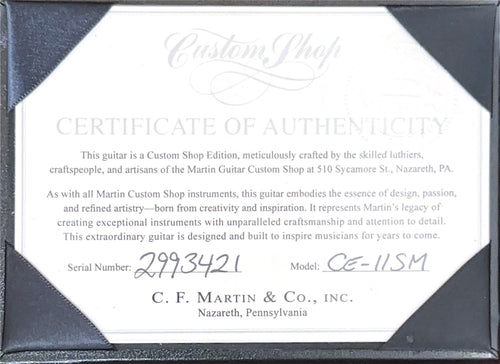 Custom Shop
CERTIFICATE OF AUTHENTICITY
This guitar is a Custom Shop Edition, meticulously crafted by the skilled luthiers,
craftspeople, and artisans of the Martin Guitar Custom Shop at 510 Sycamore St., Nazareth, PA.
As with all Martin Custom Shop instruments, this guitar embodies the essence of design, passion,
and refined artistry—born from creativity and inspiration. It represents Martin's legacy of
creating exceptional instruments with unparalleled craftsmanship and attention to detail.
This extraordinary guitar is designed and built to inspire musicians for years to come.
Serial Number: 2993421 Model: CE-11SM
C. F. MARTIN & CO., INC.
Nazareth, Pennsylvania